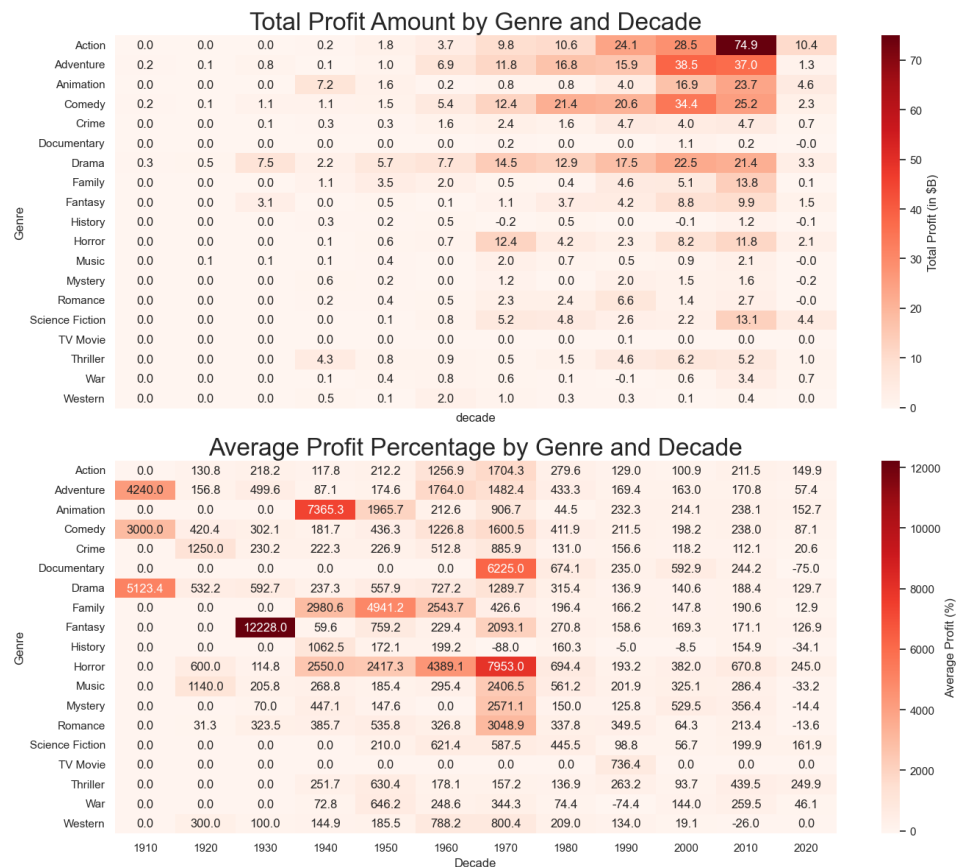 Total Profit Amount by Genre and Decade
Action 0.0 0.0 0.0 0.2 1.8 3.7 9.8 10.6 24.1 28.5 74.9 10.4
Adventure 0.2 0.1 0.8 0.1 1.0 6.9 11.8 16.8 15.9 38.5 37.0 1.3
Animation 0.0 0.0 0.0 7.2 1.6 0.2 0.8 0.8 4.0 16.9 23.7 4.6
Comedy 0.2 0.1 1.1 1.1 1.5 5.4 12.4 21.4 20.6 34.4 25.2 2.3
Crime 0.0 0.0 0.1 0.3 0.3 1.6 2.4 1.6 4.7 4.0 4.7 0.7
Documentary 0.0 0.0 0.0 0.0 0.0 0.0 0.2 0.0 0.0 1.1 0.2 -0.0
Drama 0.3 0.5 7.5 2.2 5.7 7.7 14.5 12.9 17.5 22.5 21.4 3.3
Family 0.0 0.0 0.0 1.1 3.5 2.0 0.5 0.4 4.6 5.1 13.8 0.1
Fantasy 0.0 0.0 3.1 0.0 0.5 0.1 1.1 3.7 4.2 8.8 9.9 1.5
History 0.0 0.0 0.0 0.3 0.2 0.5 -0.2 0.5 0.0 -0.1 1.2 -0.1
Horror 0.0 0.0 0.0 0.1 0.6 0.7 12.4 4.2 2.3 8.2 11.8 2.1
Music 0.0 0.1 0.1 0.1 0.4 0.0 2.0 0.7 0.5 0.9 2.1 -0.0
Mystery 0.0 0.0 0.0 0.6 0.2 0.0 1.2 0.0 2.0 1.5 1.6 -0.2
Romance 0.0 0.0 0.0 0.2 0.4 0.5 2.3 2.4 6.6 1.4 2.7 -0.0
Science Fiction 0.0 0.0 0.0 0.0 0.1 0.8 5.2 4.8 2.6 2.2 13.1 4.4
TV Movie 0.0 0.0 0.0 0.0 0.0 0.0 0.0 0.0 0.1 0.0 0.0 0.0
Thriller 0.0 0.0 0.0 4.3 0.8 0.9 0.5 1.5 4.6 6.2 5.2 1.0
War 0.0 0.0 0.0 0.1 0.4 0.8 0.6 0.1 -0.1 0.6 3.4 0.7
Western 0.0 0.0 0.0 0.5 0.1 2.0 1.0 0.3 0.3 0.1 0.4 0.0
decade
Genre
70
60
50
40
30
20
10
0
Total Profit (in $B)
Average Profit Percentage by Genre and Decade
Action 0.0 130.8 218.2 117.8 212.2 1256.9 1704.3 279.6 129.0 100.9 211.5 149.9
Adventure 4240.0 156.8 499.6 87.1 174.6 1764.0 1482.4 433.3 169.4 163.0 170.8 57.4
Animation 0.0 0.0 0.0 7365.3 1965.7 212.6 906.7 44.5 232.3 214.1 238.1 152.7
Comedy 3000.0 420.4 302.1 181.7 436.3 1226.8 1600.5 411.9 211.5 198.2 238.0 87.1
Crime 0.0 1250.0 230.2 222.3 226.9 512.8 885.9 131.0 156.6 118.2 112.1 20.6
Documentary 0.0 0.0 0.0 0.0 0.0 0.0 6225.0 674.1 235.0 592.9 244.2 -75.0
Drama 5123.4 532.2 592.7 237.3 557.9 727.2 1289.7 315.4 136.9 140.6 188.4 129.7
Family 0.0 0.0 0.0 2980.6 4941.2 2543.7 426.6 196.4 166.2 147.8 190.6 12.9
Fantasy 0.0 0.0 12228.0 59.6 759.2 229.4 2093.1 270.8 158.6 169.3 171.1 126.9
History 0.0 0.0 0.0 1062.5 172.1 199.2 -88.0 160.3 -5.0 -8.5 154.9 -34.1
Horror 0.0 600.0 114.8 2550.0 2417.3 4389.1 7953.0 694.4 193.2 382.0 670.8 245.0
Music 0.0 1140.0 205.8 268.8 185.4 295.4 2406.5 561.2 201.9 325.1 286.4 -33.2
Mystery 0.0 0.0 70.0 447.1 147.6 0.0 2571.1 150.0 125.8 529.5 356.4 -14.4
Romance 0.0 31.3 323.5 385.7 535.8 326.8 3048.9 337.8 349.5 64.3 213.4 -13.6
Science Fiction 0.0 0.0 0.0 0.0 210.0 621.4 587.5 445.5 98.8 56.7 199.9 161.9
TV Movie 0.0 0.0 0.0 0.0 0.0 0.0 0.0 0.0 736.4 0.0 0.0 0.0
Thriller 0.0 0.0 0.0 251.7 630.4 178.1 157.2 136.9 263.2 93.7 439.5 249.9
War 0.0 0.0 0.0 72.8 646.2 248.6 344.3 74.4 -74.4 144.0 259.5 46.1
Western 0.0 300.0 100.0 144.9 185.5 788.2 800.4 209.0 134.0 19.1 -26.0 0.0
1910 1920 1930 1940 1950 1960 1970 1980 1990 2000 2010 2020
Decade
Genre
12000
10000
8000
6000
4000
2000
0
Average Profit (%)